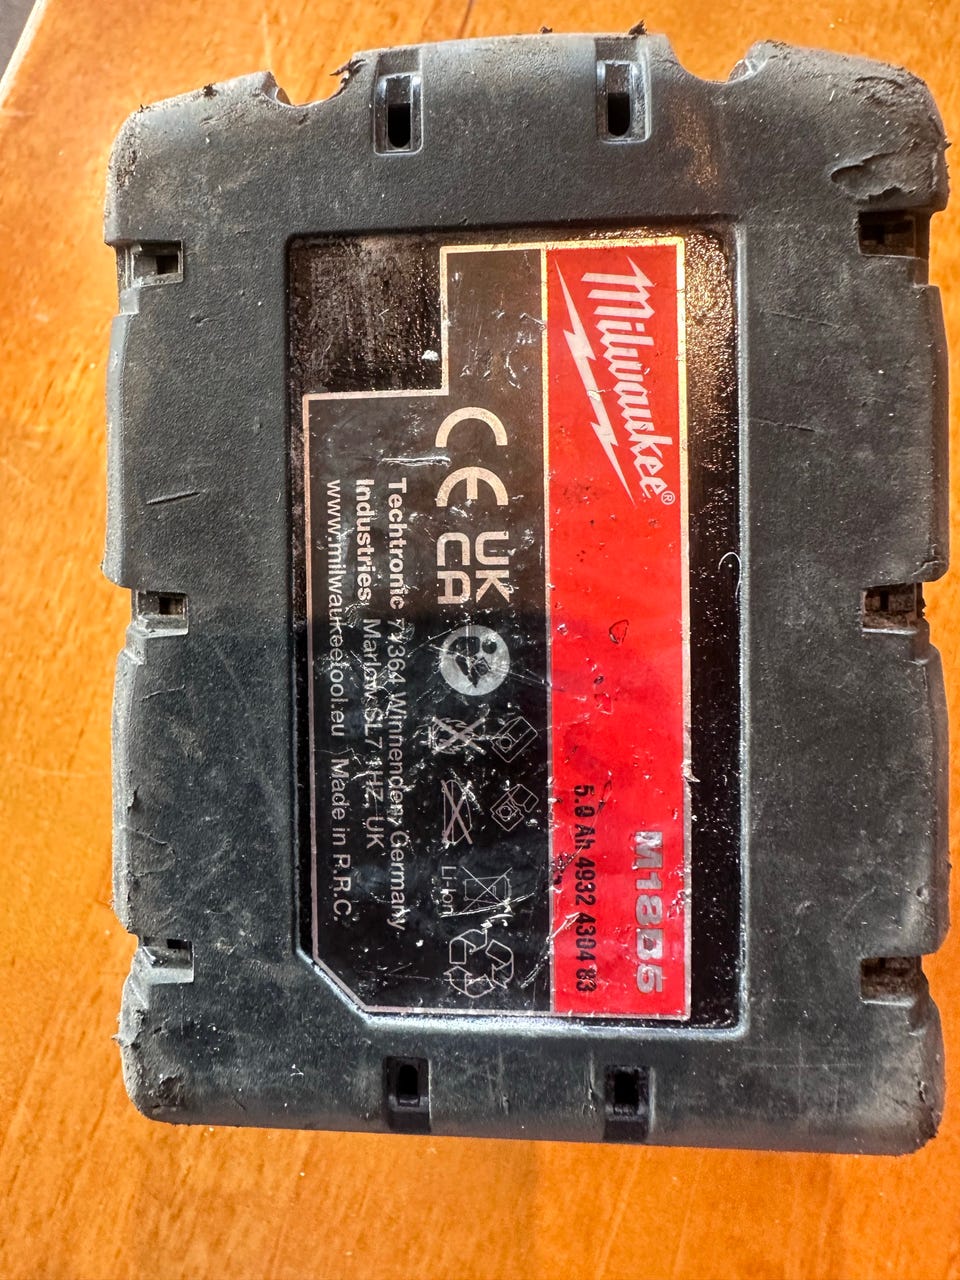 Milwaukee®
M18B5
5.0 Ah 4932 4304 83
CE UK
CA
Li-Ion
Techtronic 71364 Winnenden, Germany
Industries Marlow SL7 1HZ, UK
www.milwaukeetool.eu Made in P.R.C.